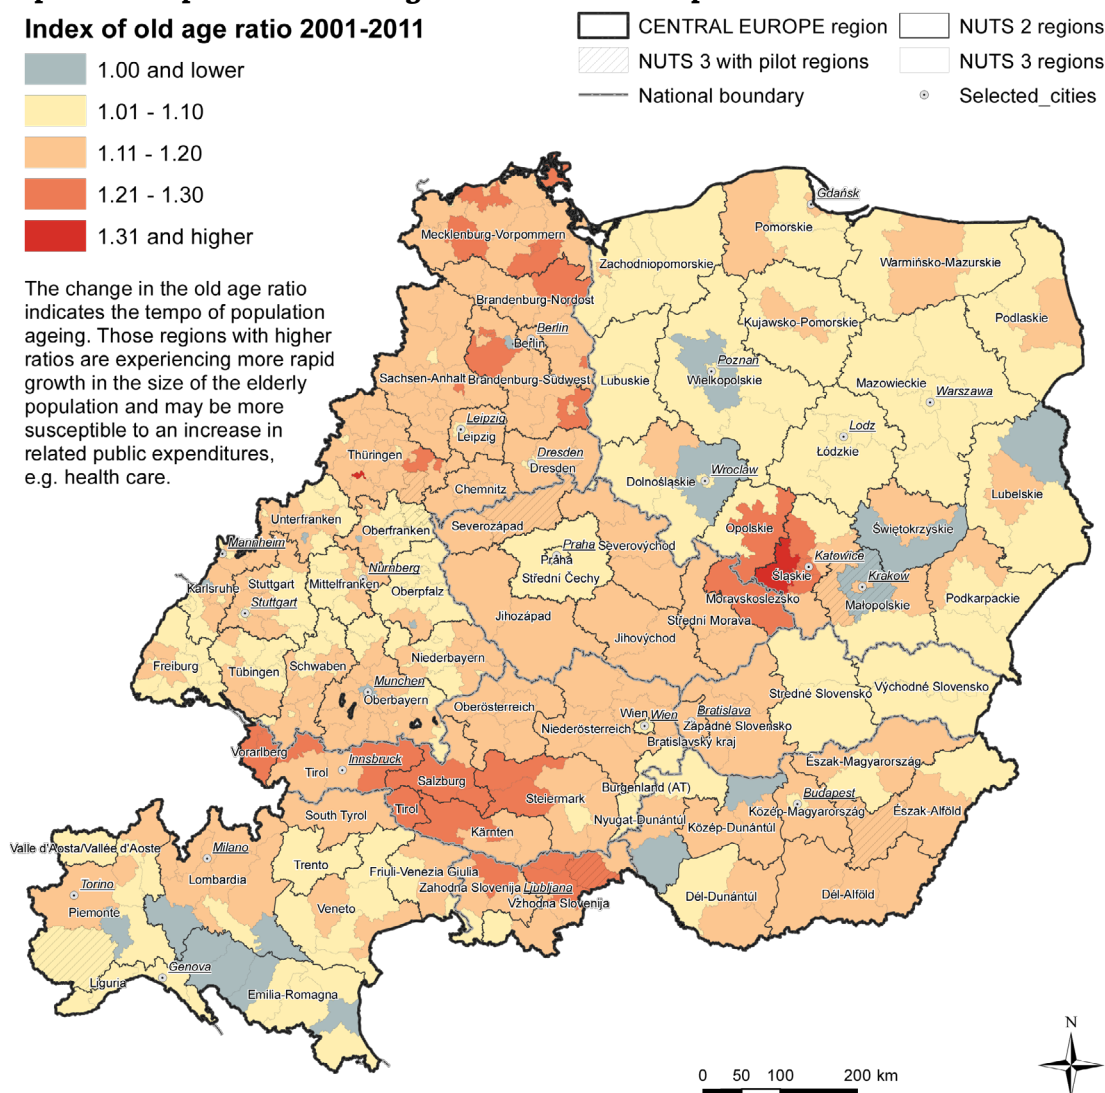 Index of old age ratio 2001-2011
1.00 and lower
1.01 - 1.10
1.11 - 1.20
1.21 - 1.30
1.31 and higher
CENTRAL EUROPE region
NUTS 2 regions
NUTS 3 with pilot regions
NUTS 3 regions
National boundary
Selected_cities
The change in the old age ratio
indicates the tempo of population
ageing. Those regions with higher
ratios are experiencing more rapid
growth in the size of the elderly
population and may be more
susceptible to an increase in
related public expenditures,
e.g. health care.
Gdańsk
Pomorskie
Mecklenburg-Vorpommern
Zachodniopomorskie
Warmińsko-Mazurskie
Brandenburg-Nordost
Podlaskie
Kujawsko-Pomorskie
Berlin
Berlin
Poznań
Sachsen-Anhalt
Brandenburg-Südwest
Lubuskie
Wielkopolskie
Mazowieckie
Warszawa
Leipzig
Leipzig
Lodz
Łódzkie
Thüringen
Dresden
Dresden
Wroclaw
Dolnośląskie
Chemnitz
Lubelskie
Unterfranken
Oberfranken
Severozápad
Opolskie
Świętokrzyskie
Mannheim
Praha
Severovýchod
Praha
Katowice
Nürnberg
Střední Čechy
Śląskie
Krakow
Karlsruhe
Stuttgart
Mittelfranken
Oberpfalz
Moravskoslezsko
Małopolskie
Podkarpackie
Stuttgart
Jihozápad
Střední Morava
Jihovýchod
Freiburg
Tübingen
Schwaben
Niederbayern
Munchen
Oberbayern
Stredné Slovensko
Východné Slovensko
Oberösterreich
Wien
Wien
Bratislava
Niederösterreich
Západné Slovensko
Bratislavský kraj
Vorarlberg
Innsbruck
Tirol
Salzburg
Észak-Magyarország
Burgenland (AT)
Budapest
Steiermark
South Tyrol
Tirol
Kärnten
Nyugat-Dunántúl
Közép-Dunántúl
Közép-Magyarország
Észak-Alföld
Valle d'Aosta/Vallée d'Aoste
Milano
Lombardia
Trento
Friuli-Venezia Giulia
Zahodna Slovenija
Ljubljana
Vzhodna Slovenija
Torino
Piemonte
Veneto
Dél-Dunántúl
Dél-Alföld
Genova
Liguria
Emilia-Romagna
N
0 50 100 200 km